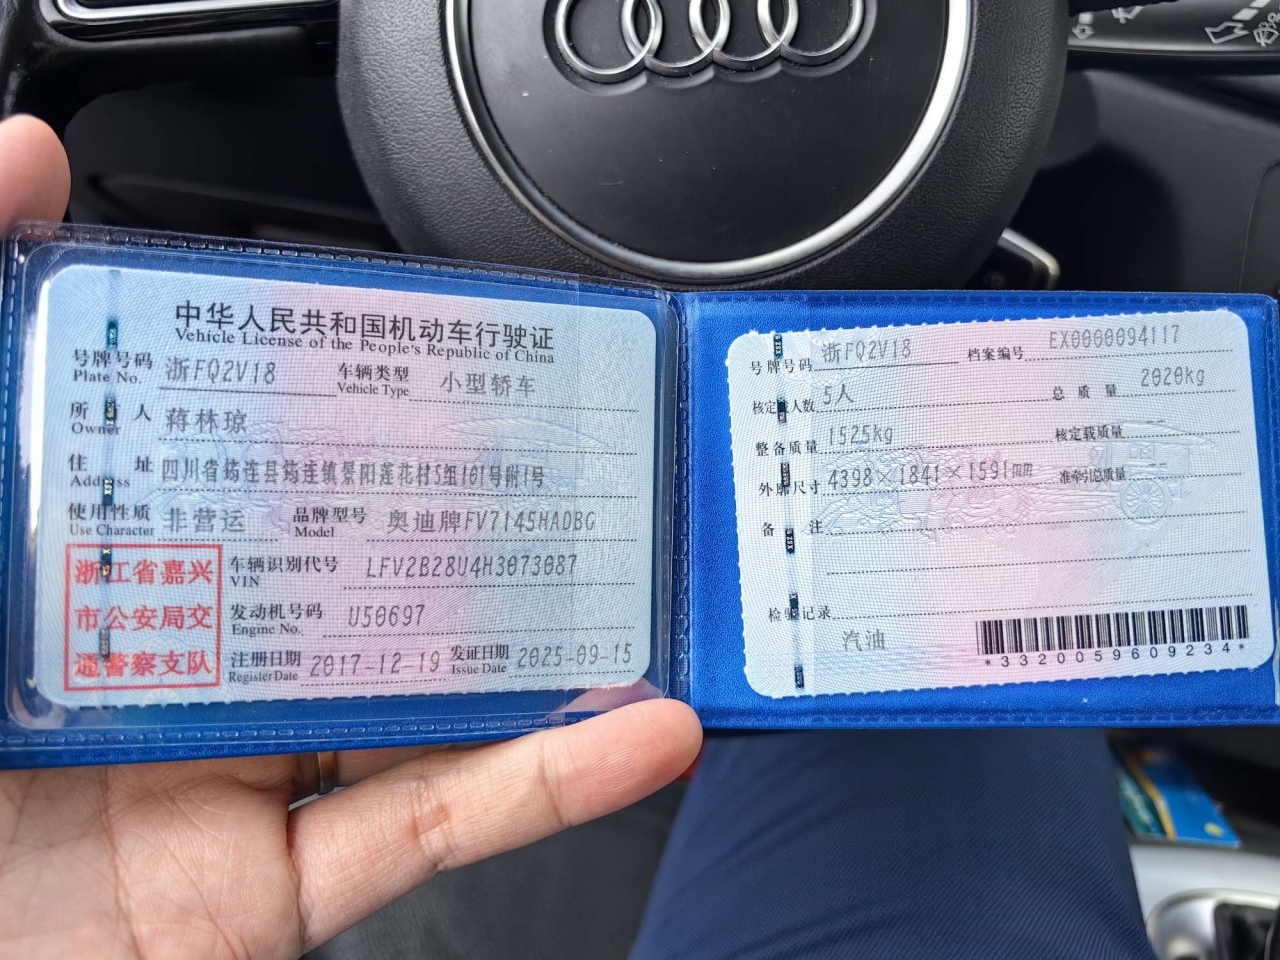 中华人民共和国机动车行驶证
Vehicle License of the People's Republic of China
号牌号码 浙FQ2V18 车辆类型 小型轿车
Plate No. Vehicle Type
所有人 蒋林琼
Owner
住址 四川省筠连县筠连镇景阳莲花村5组101号附1号
Address
使用性质 非营运 品牌型号 奥迪牌FV7145HADBG
Use Character Model
浙江省嘉兴
市公安局交
通警察支队
车辆识别代号 LFV2B28U4H3073087
VIN
发动机号码 U50697
Engine No.
注册日期 2017-12-19 发证日期 2025-09-15
Register Date Issue Date
号牌号码 浙FQ2V18 档案编号 EX0000094117
核定载人数 5人 总质量 2020kg
整备质量 1525kg 核定载质量
外廓尺寸 4398×1841×1591mm 准牵引总质量
备注
检验记录
汽油
*3320059609234*